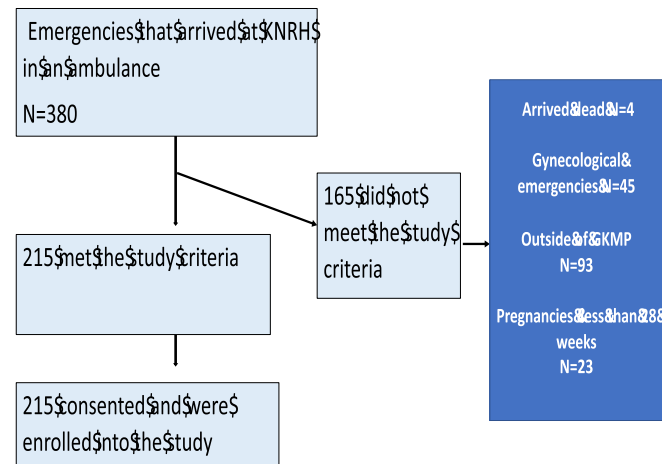 Emergencies$that$arrived$at$KNRH$
in$an$ambulance
N=380
165$did$not$
meet$the$study$
criteria
215$met$the$study$criteria
215$consented$and$were$
enrolled$into$the$study
Arrived&dead&N=4
Gynecological&
emergencies&N=45
Outside&of&GKMP
N=93
Pregnancies&less&than&28&
weeks
N=23